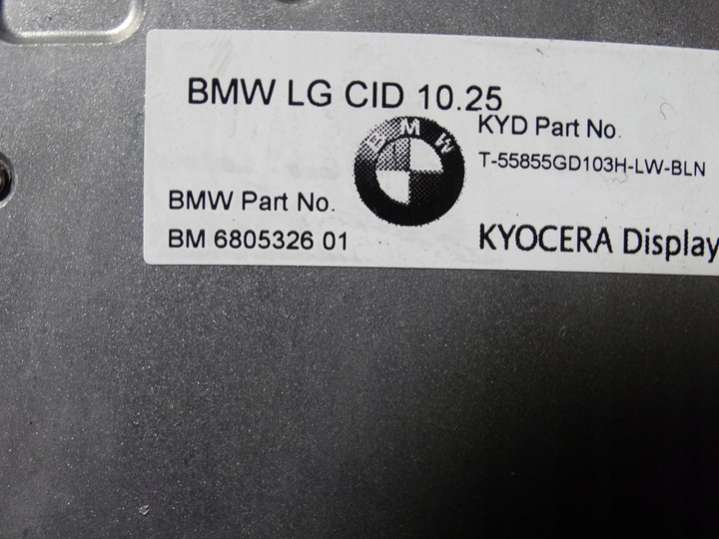 BMW LG CID 10.25
BMW
KYD Part No.
T-55855GD103H-LW-BLN
BMW Part No.
BM 6805326 01
KYOCERA Display